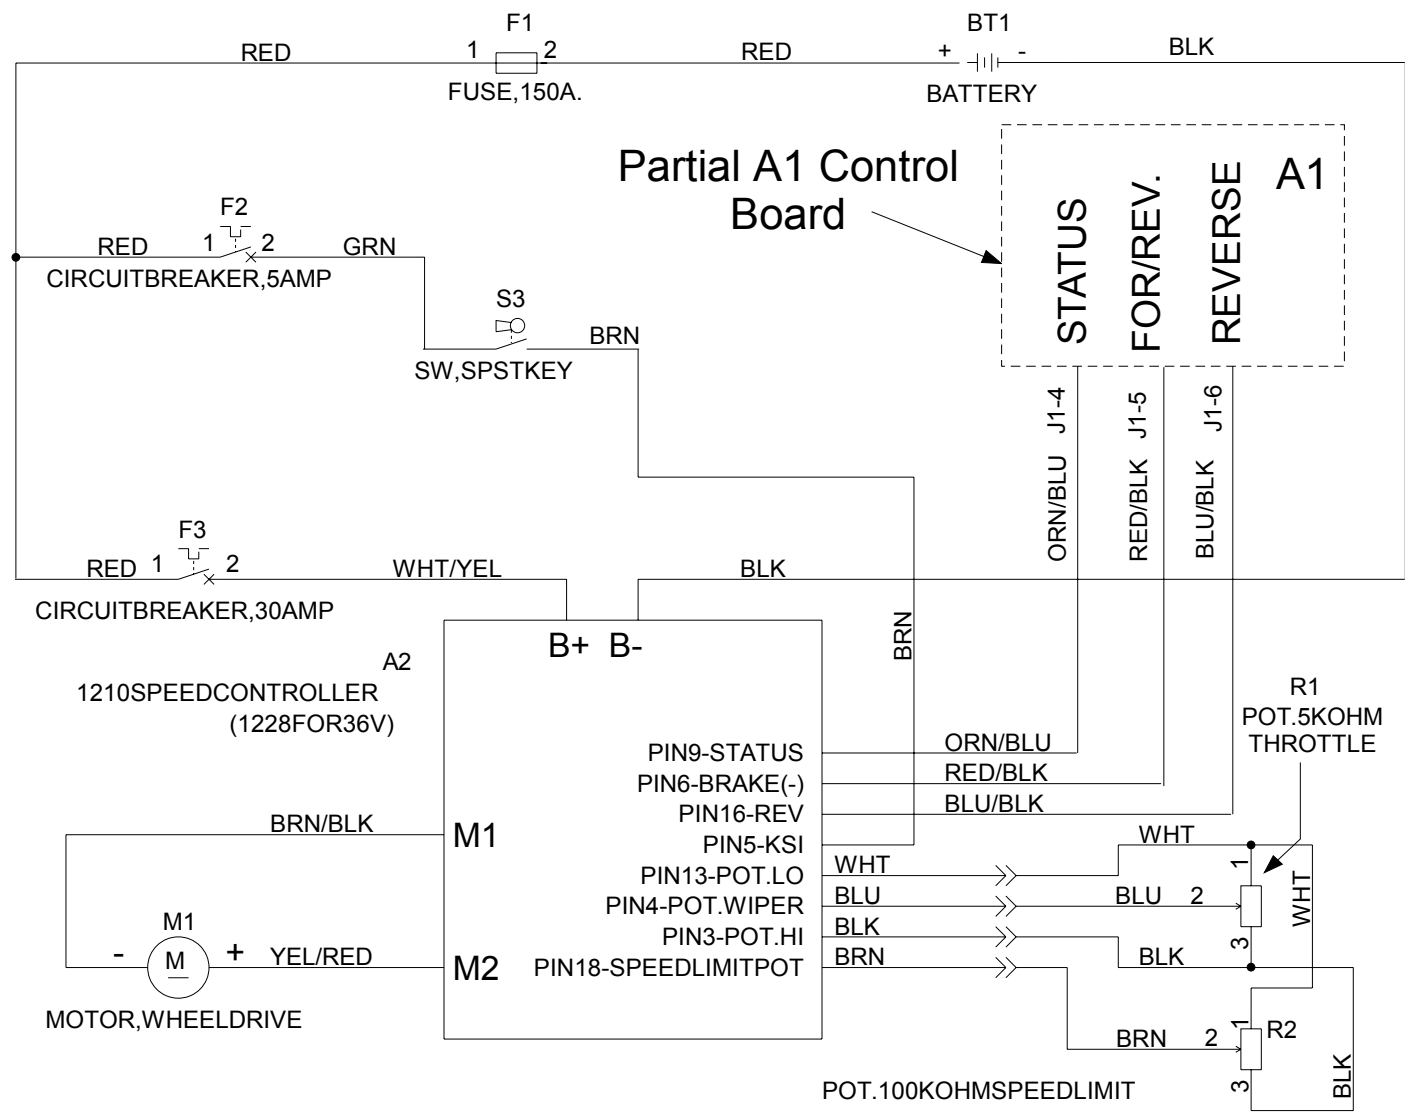 F1
BT1
RED
1
2
RED
+
-
BLK
FUSE,150A.
BATTERY
Partial A1 Control
Board
A1
STATUS
FOR/REV.
REVERSE
F2
RED
1
2
GRN
CIRCUITBREAKER,5AMP
S3
BRN
SW,SPSTKEY
J1-4
J1-5
J1-6
ORN/BLU
RED/BLK
BLU/BLK
F3
RED
1
2
WHT/YEL
BLK
CIRCUITBREAKER,30AMP
BRN
B+
B-
A2
1210SPEEDCONTROLLER
(1228FOR36V)
R1
POT.5KOHM
THROTTLE
PIN9-STATUS
ORN/BLU
PIN6-BRAKE(-)
RED/BLK
PIN16-REV
BLU/BLK
PIN5-KSI
BRN/BLK
M1
WHT
PIN13-POT.LO
WHT
1
WHT
PIN4-POT.WIPER
BLU
BLU
2
PIN3-POT.HI
BLK
3
M1
M
-
+
YEL/RED
M2
PIN18-SPEEDLIMITPOT
BRN
BLK
MOTOR,WHEELDRIVE
1
R2
BRN
2
3
BLK
POT.100KOHMSPEEDLIMIT